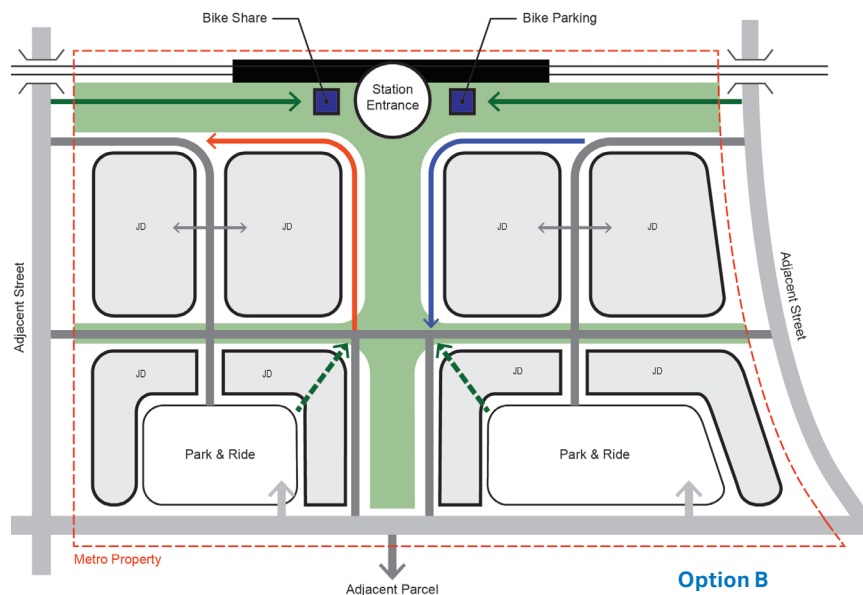 Bike Share
Bike Parking
Station
Entrance
JD
JD
JD
JD
Adjacent Street
Adjacent Street
JD
JD
JD
JD
Park & Ride
Park & Ride
Metro Property
Adjacent Parcel
Option B